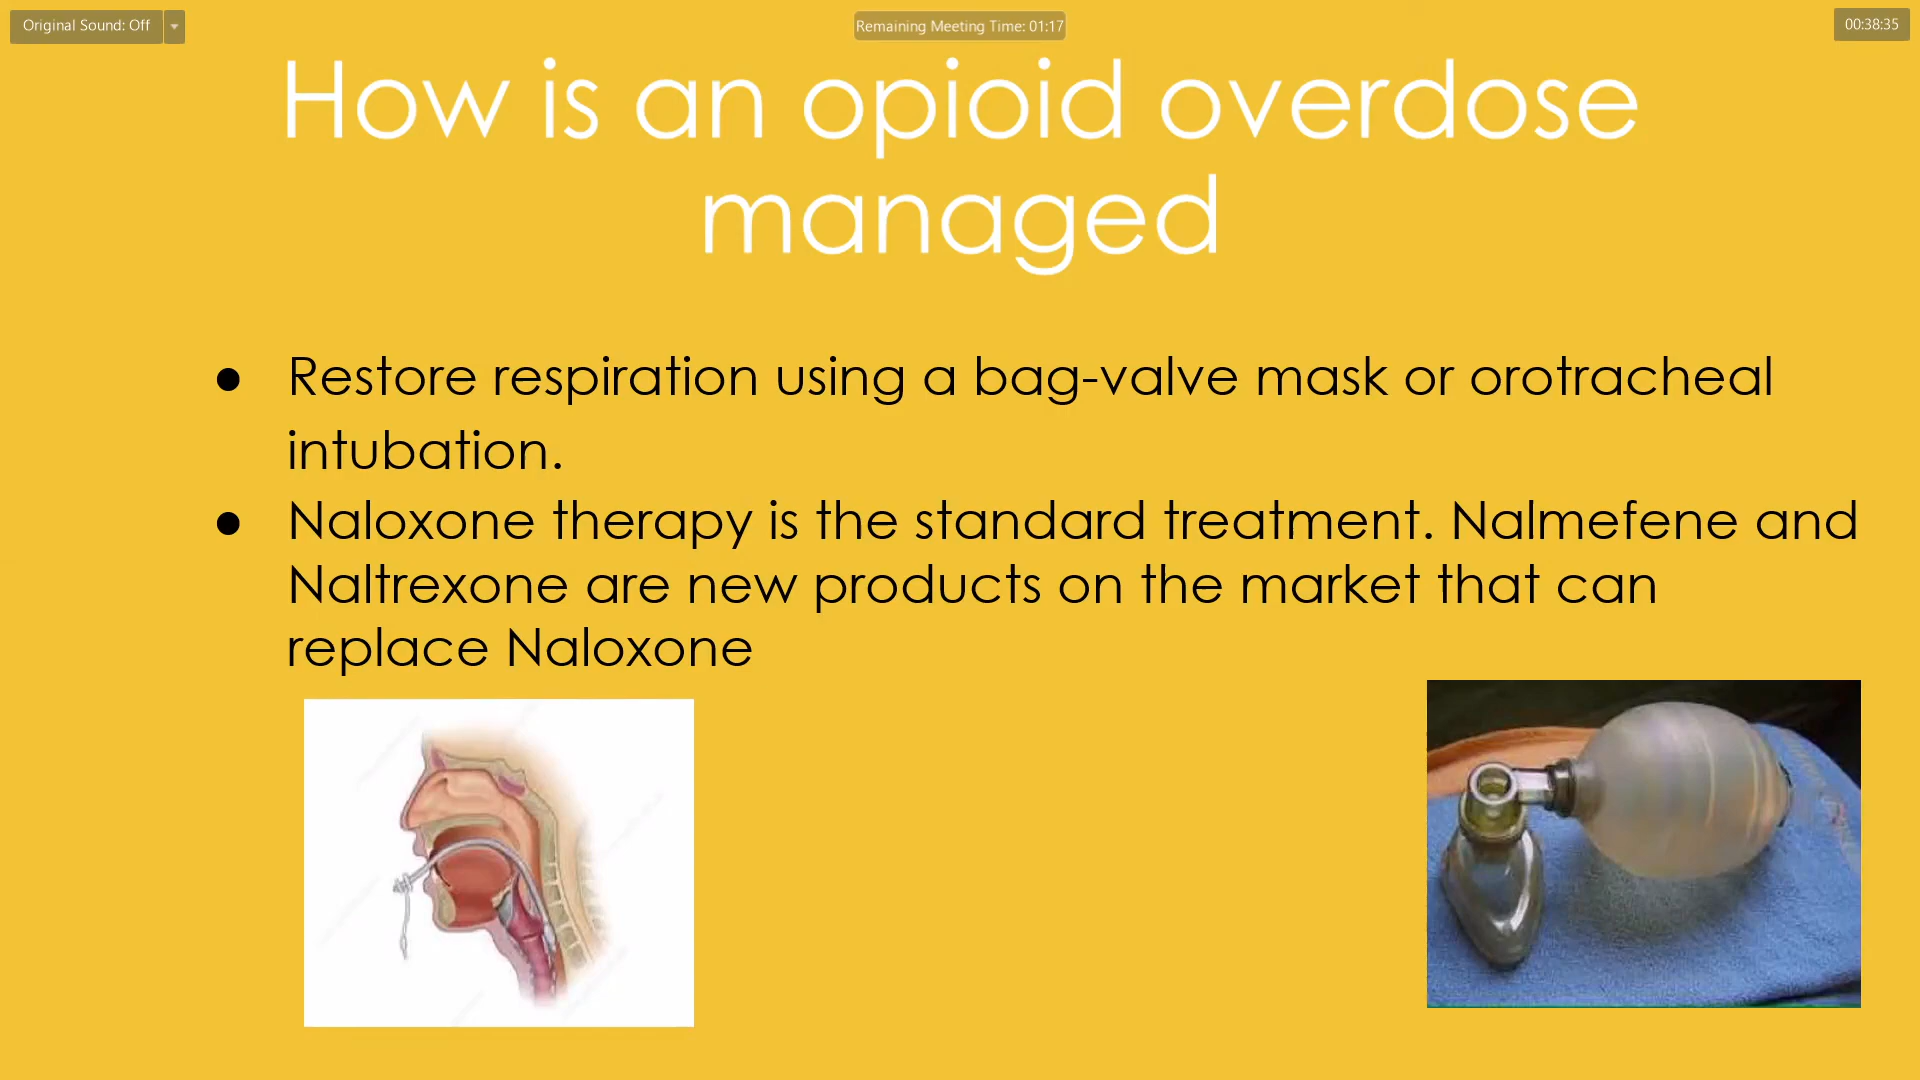 Original Sound: Off
Remaining Meeting Time: 01:17
00:38:35
How is an opioid overdose
managed
● Restore respiration using a bag-valve mask or orotracheal
intubation.
● Naloxone therapy is the standard treatment. Nalmefene and
Naltrexone are new products on the market that can
replace Naloxone